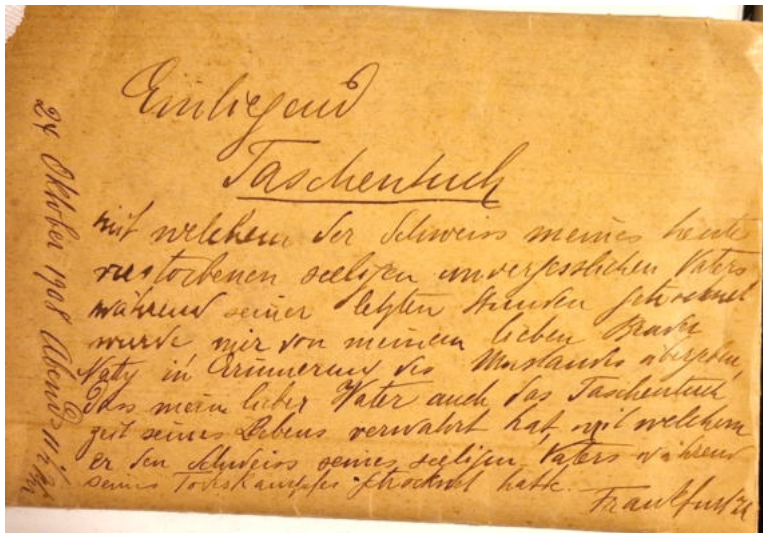 Einliegend
Taschentuch
mit welchem der Schweiss meines heute
verstorbenen seeligen unvergesslichen Vaters
während seiner letzten Stunden getrocknet
wurde mir von meinem lieben Bruder
Naty in Erinnerung des Umstandes übergeben,
dass mein lieber Vater auch das Taschentuch
zeit seines Lebens verwahrt hat, mit welchem
er den Schweiss seines seeligen Vaters während
seines Todeskampfes getrocknet hatte.
Frankfurt
Oktober 1908 Abends 11 Uhr